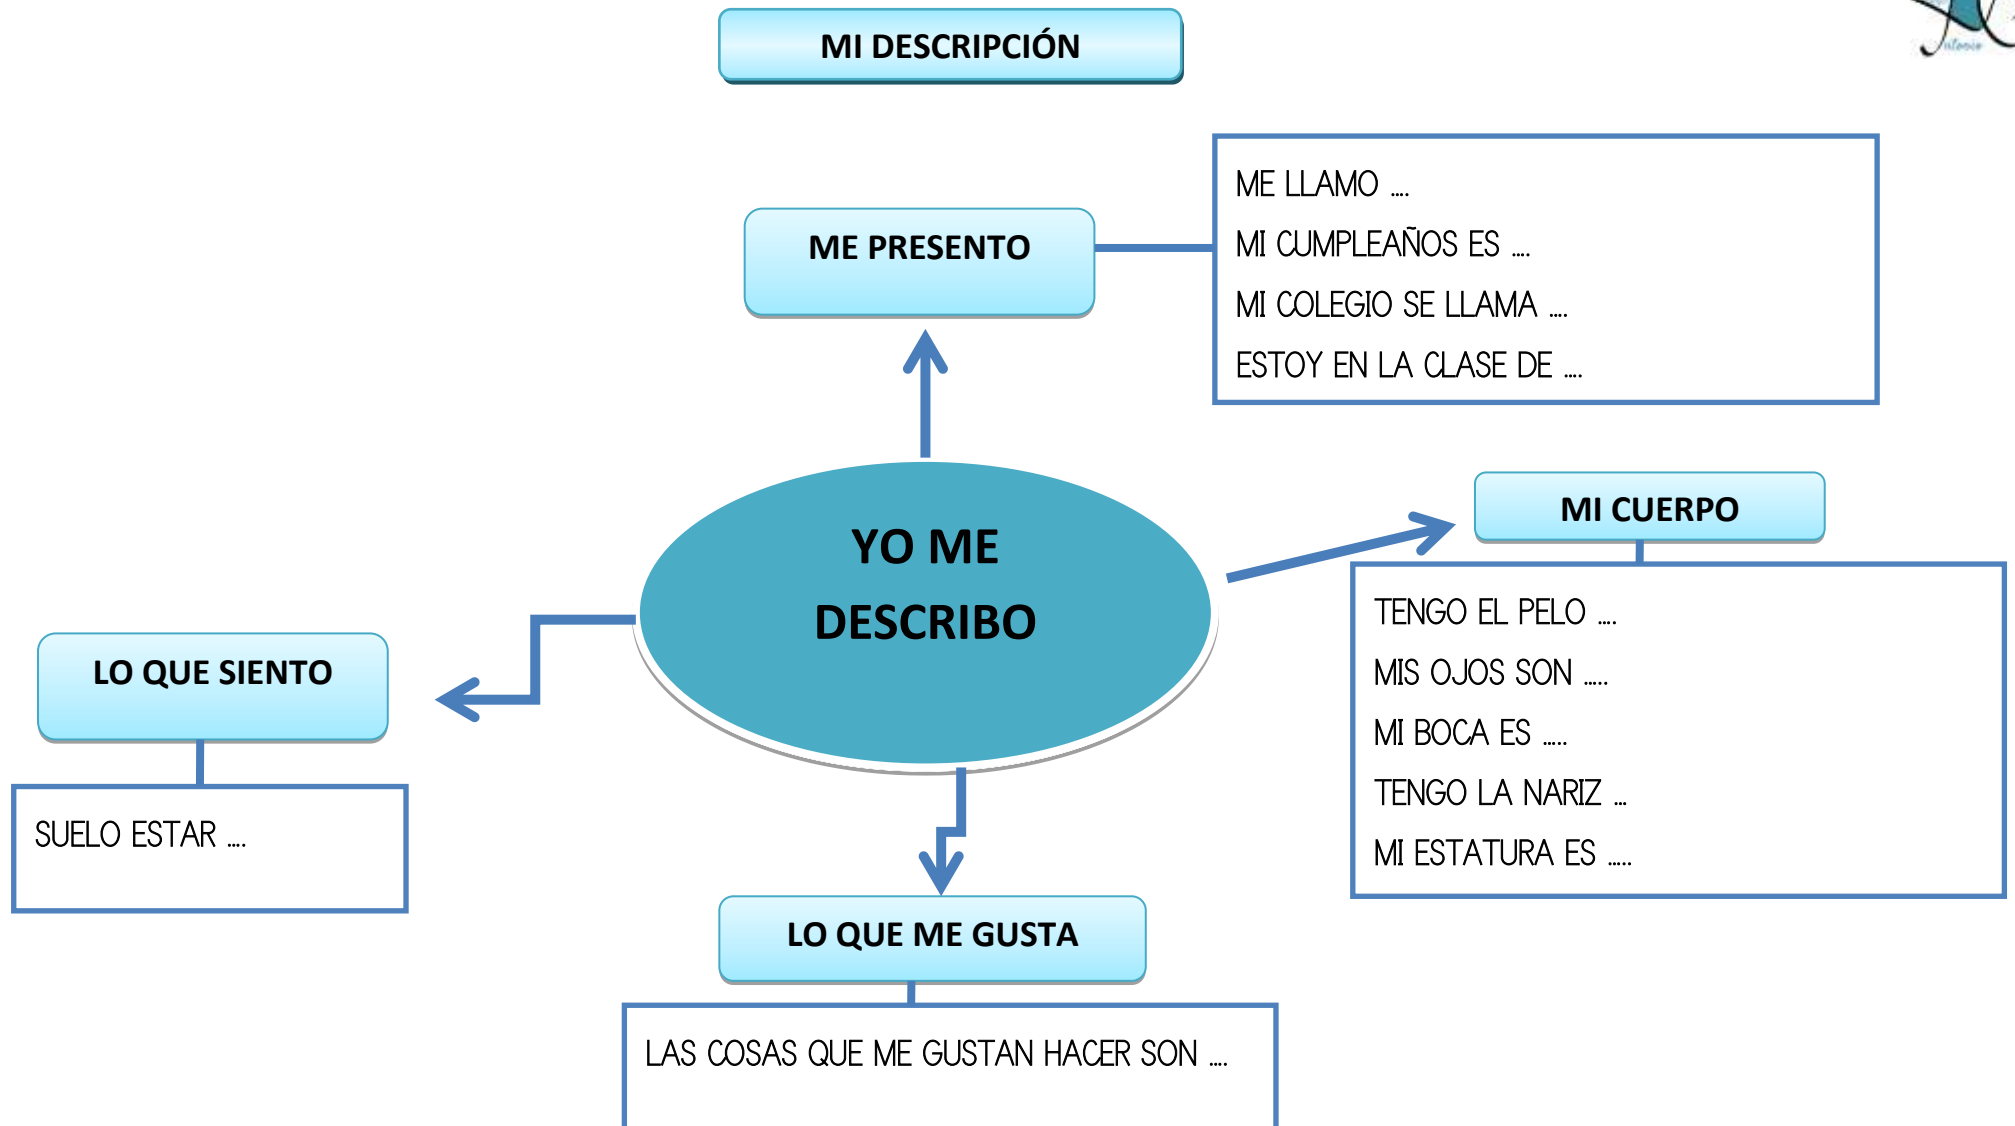 MI DESCRIPCIÓN
ME PRESENTO
ME LLAMO ....
MI CUMPLEAÑOS ES ....
MI COLEGIO SE LLAMA ....
ESTOY EN LA CLASE DE ....
YO ME
DESCRIBO
MI CUERPO
TENGO EL PELO ....
MIS OJOS SON .....
MI BOCA ES .....
TENGO LA NARIZ ...
MI ESTATURA ES .....
LO QUE SIENTO
SUELO ESTAR ....
LO QUE ME GUSTA
LAS COSAS QUE ME GUSTAN HACER SON ....